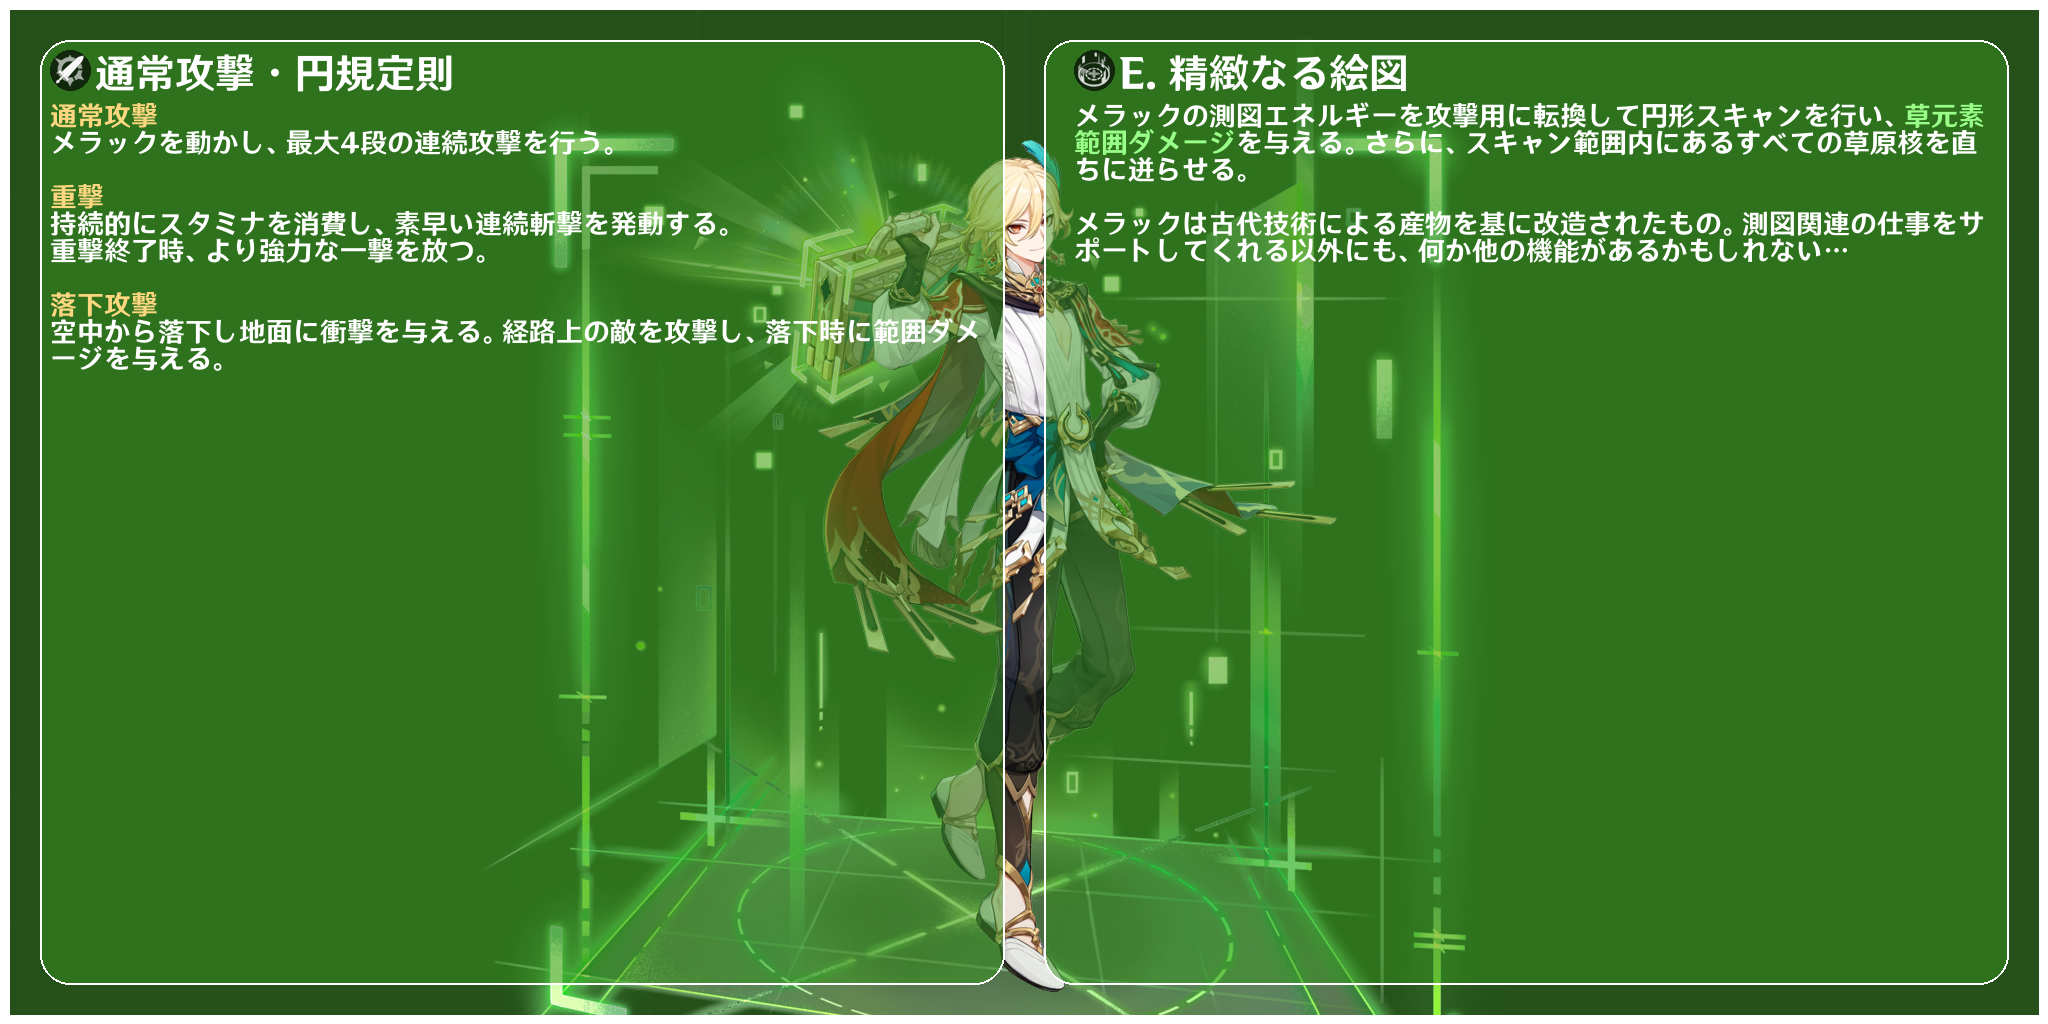 通常攻撃・円規定則
通常攻撃
メラックを動かし、最大4段の連続攻撃を行う。
重撃
持続的にスタミナを消費し、素早い連続斬撃を発動する。
重撃終了時、より強力な一撃を放つ。
落下攻撃
空中から落下し地面に衝撃を与える。経路上の敵を攻撃し、落下時に範囲ダメ
ージを与える。
E. 精緻なる絵図
メラックの測図エネルギーを攻撃用に転換して円形スキャンを行い、草元素
範囲ダメージを与える。さらに、スキャン範囲内にあるすべての草原核を直
ちに迸らせる。
メラックは古代技術による産物を基に改造されたもの。測図関連の仕事をサ
ポートしてくれる以外にも、何か他の機能があるかもしれない…